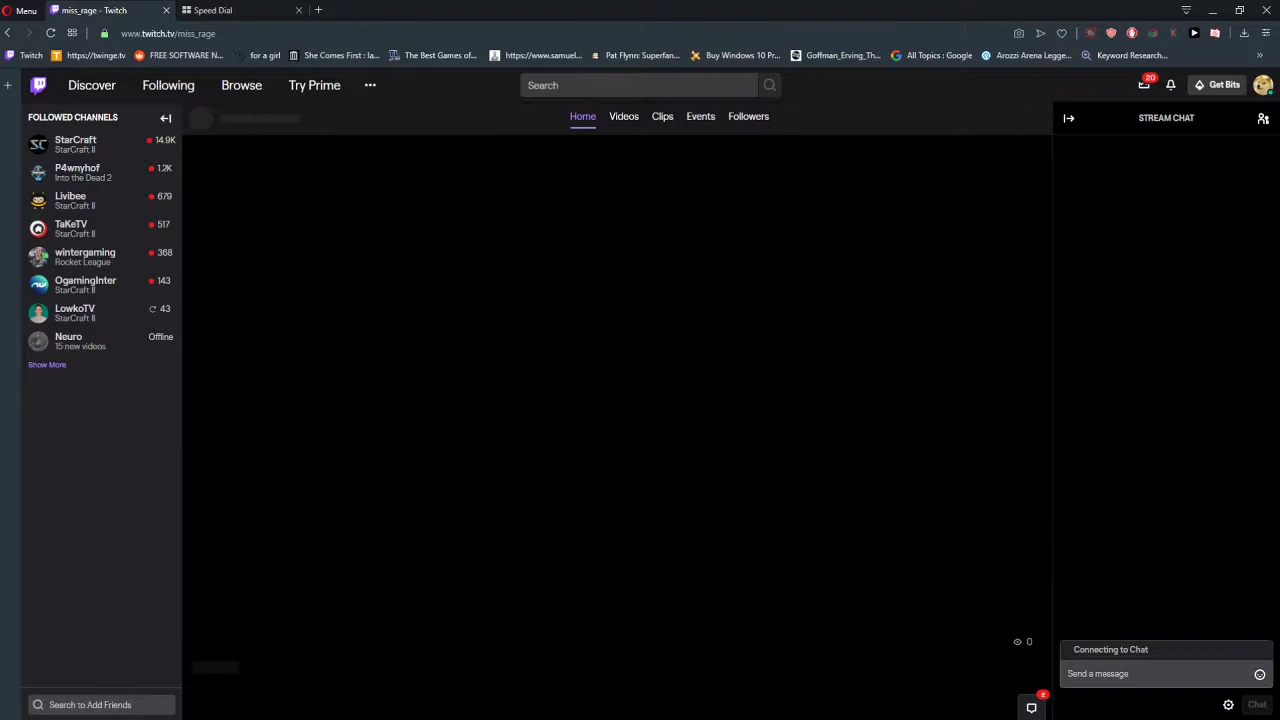 Menu
miss_rage - Twitch
Speed Dial
www.twitch.tv/miss_rage
Twitch
https://twinge.tv
FREE SOFTWARE N...
for a girl
She Comes First : la...
The Best Games of...
https://www.samuel...
Pat Flynn: Superfan...
Buy Windows 10 Pr...
Goffman_Erving_Th...
All Topics : Google
Arozzi Arena Legge...
Keyword Research...
Discover
Following
Browse
Try Prime
Search
20
Get Bits
FOLLOWED CHANNELS
Home
Videos
Clips
Events
Followers
STREAM CHAT
StarCraft
14.9K
StarCraft II
P4wnyhof
1.2K
Into the Dead 2
Livibee
679
StarCraft II
TaKeTV
517
StarCraft II
wintergaming
368
Rocket League
OgamingInter
143
StarCraft II
LowkoTV
43
StarCraft II
Neuro
Offline
15 new videos
Show More
0
Connecting to Chat
Send a message
2
Search to Add Friends
Chat